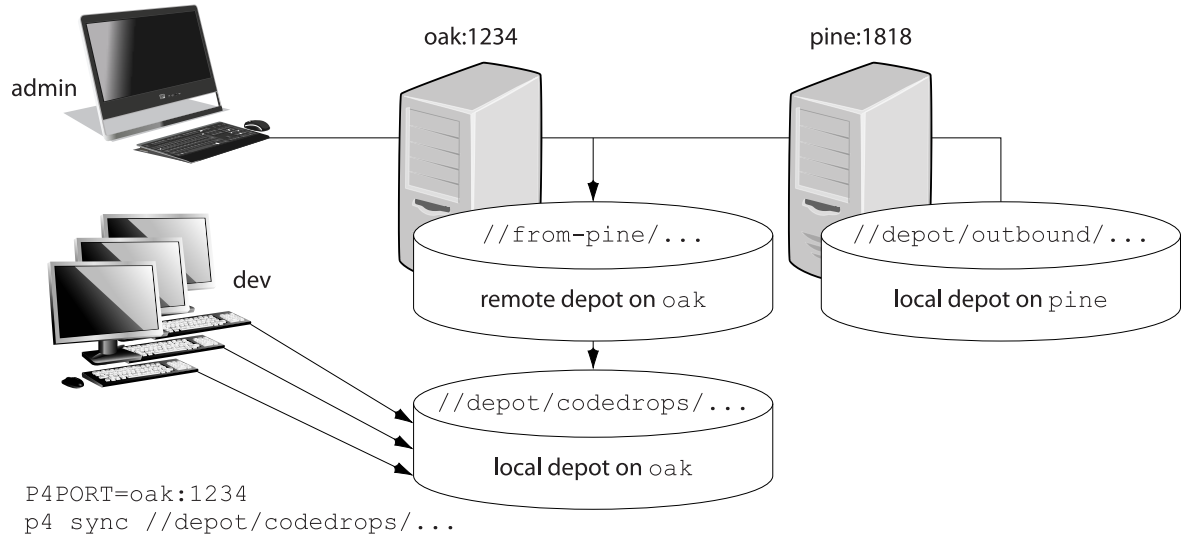 oak:1234
pine:1818
admin
//from-pine/...
//depot/outbound/...
dev
remote depot on oak
local depot on pine
//depot/codedrops/...
local depot on oak
P4PORT=oak:1234
p4 sync //depot/codedrops/...